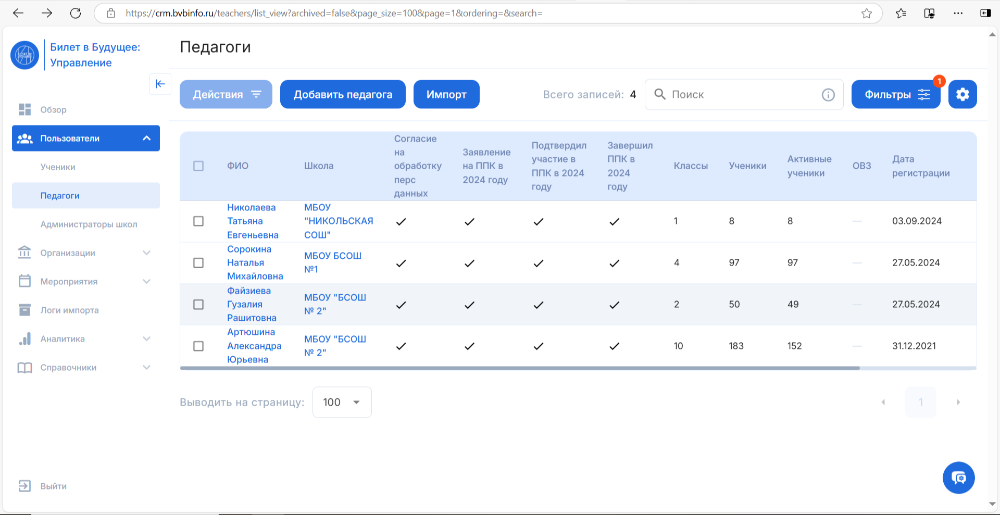 https://crm.bvbinfo.ru/teachers/list_view?archived=false&page_size=100&page=1&ordering=&search=
Билет в Будущее:
Управление
Обзор
Пользователи
Ученики
Педагоги
Администраторы школ
Организации
Мероприятия
Логи импорта
Аналитика
Справочники
Выйти
Педагоги
Действия
Добавить педагога
Импорт
Всего записей: 4
Поиск
Фильтры
1
ФИО
Школа
Согласие
на
обработку
перс
данных
Заявление
на ППК в
2024 году
Подтвердил
участие в
ППК в 2024
году
Завершил
ППК в
2024
году
Классы
Ученики
Активные
ученики
ОВЗ
Дата
регистрации
Николаева
Татьяна
Евгеньевна
МБОУ
"НИКОЛЬСКАЯ
СОШ"
1
8
8
—
03.09.2024
Сорокина
Наталья
Михайловна
МБОУ БСОШ
№1
4
97
97
—
27.05.2024
Файзиева
Гузалия
Рашитовна
МБОУ "БСОШ
№ 2"
2
50
49
—
27.05.2024
Артюшина
Александра
Юрьевна
МБОУ "БСОШ
№ 2"
10
183
152
—
31.12.2021
Выводить на страницу:
100
1